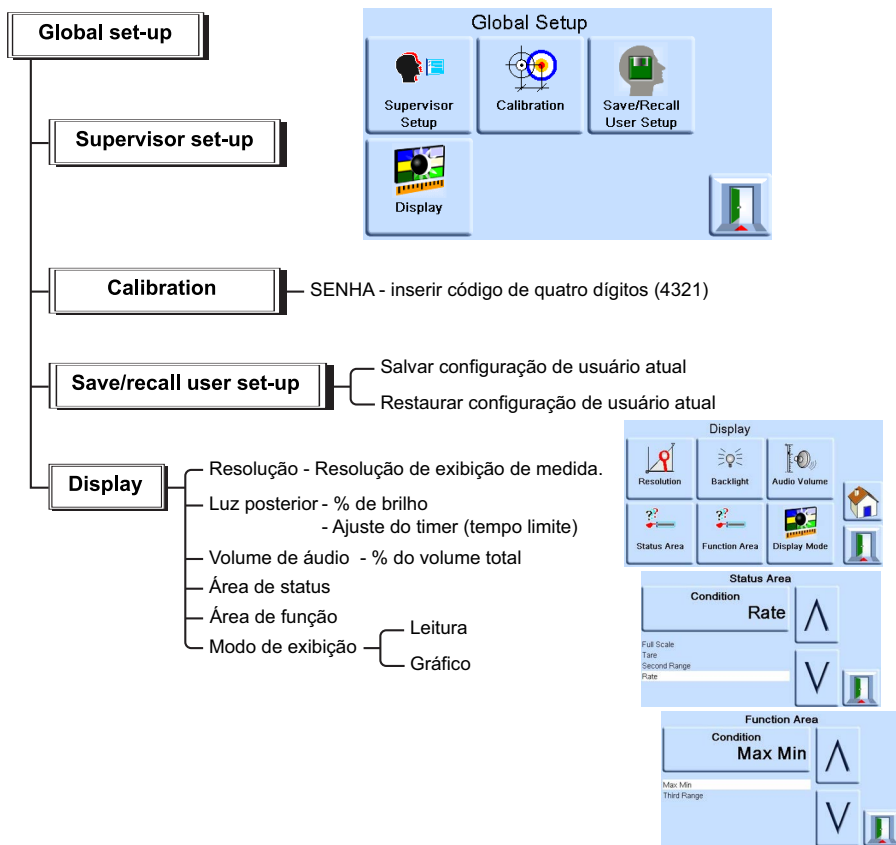 Global set-up
Global Setup
Supervisor
Setup
Calibration
Save/Recall
User Setup
Display
Supervisor set-up
Calibration
SENHA - inserir código de quatro dígitos (4321)
Save/recall user set-up
Salvar configuração de usuário atual
Restaurar configuração de usuário atual
Display
Resolução - Resolução de exibição de medida.
Luz posterior - % de brilho
- Ajuste do timer (tempo limite)
Volume de áudio - % do volume total
Área de status
Área de função
Modo de exibição
Leitura
Gráfico
Display
Resolution
Backlight
Audio Volume
??
Status Area
??
Function Area
Display Mode
Status Area
Condition
Rate
Full Scale
Tare
Second Range
Rate
Function Area
Condition
Max Min
Max Min
Third Range